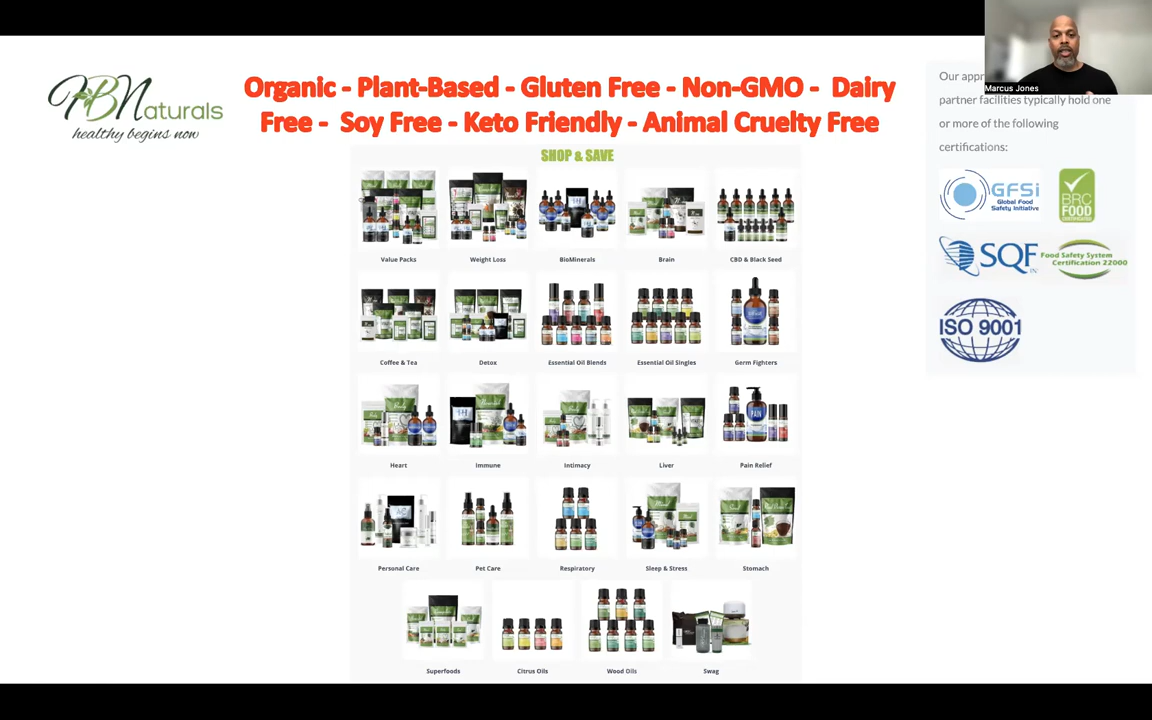 HBNaturals
healthy begins now
Organic - Plant-Based - Gluten Free - Non-GMO - Dairy
Free - Soy Free - Keto Friendly - Animal Cruelty Free
Marcus Jones
Our
partner facilities typically hold one
or more of the following
certifications:
GFSi
Global Food
Safety Initiative
BRC
FOOD
CERTIFICATED
SQF
Food Safety System
Certification 22000
ISO 9001
SHOP & SAVE
Value Packs
Weight Loss
BioMinerals
Brain
CBD & Black Seed
Coffee & Tea
Detox
Essential Oil Blends
Essential Oil Singles
Germ Fighters
Heart
Immune
Intimacy
Liver
Pain Relief
PAIN
Personal Care
Pet Care
Respiratory
Sleep & Stress
Stomach
Superfoods
Citrus Oils
Wood Oils
Swag